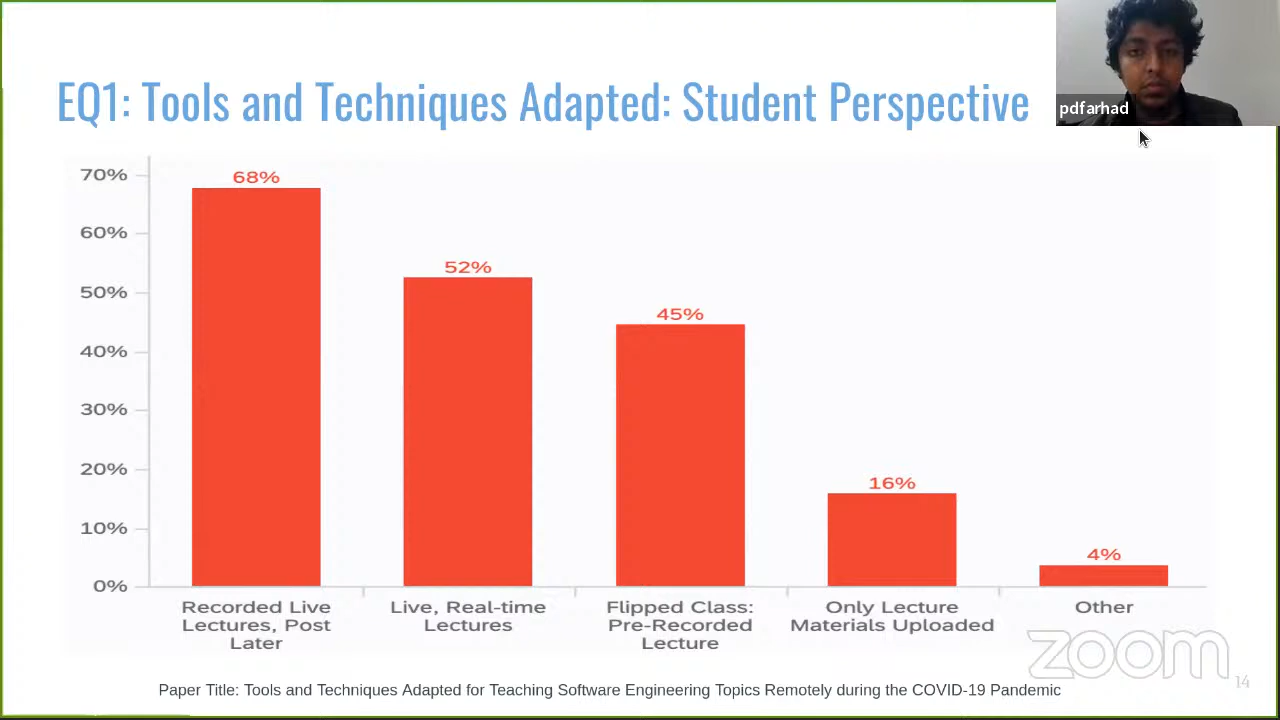 EQ1: Tools and Techniques Adapted: Student Perspective
pdfarhad
70%
60%
50%
40%
30%
20%
10%
0%
68%
52%
45%
16%
4%
Recorded Live
Lectures, Post
Later
Live, Real-time
Lectures
Flipped Class:
Pre-Recorded
Lecture
Only Lecture
Materials Uploaded
Other
zoom
Paper Title: Tools and Techniques Adapted for Teaching Software Engineering Topics Remotely during the COVID-19 Pandemic
14